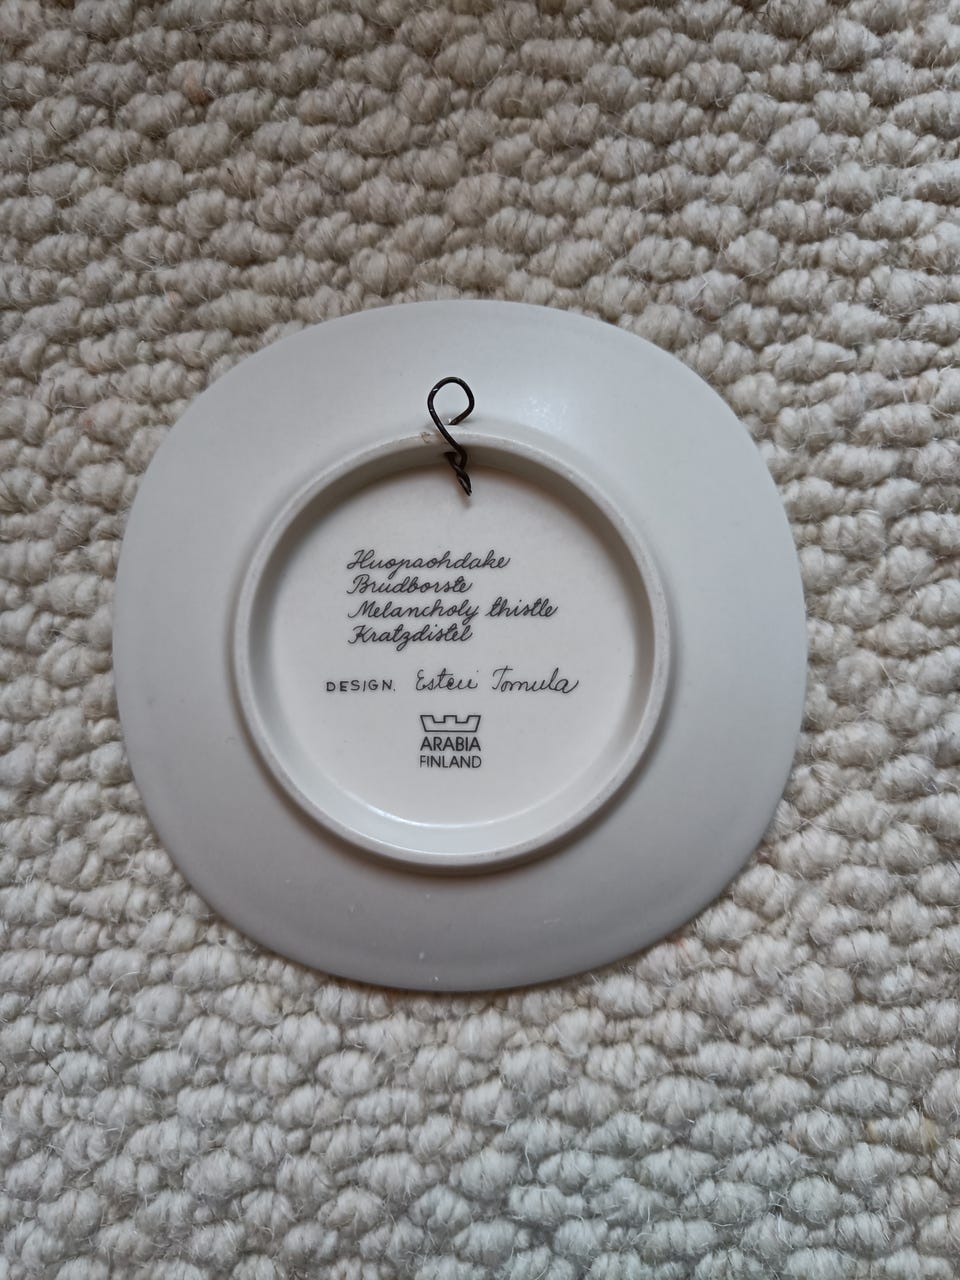 Huopaohdake
Brudborste
Melancholy thistle
Kratzdistel
DESIGN. Esteri Tomula
ARABIA
FINLAND